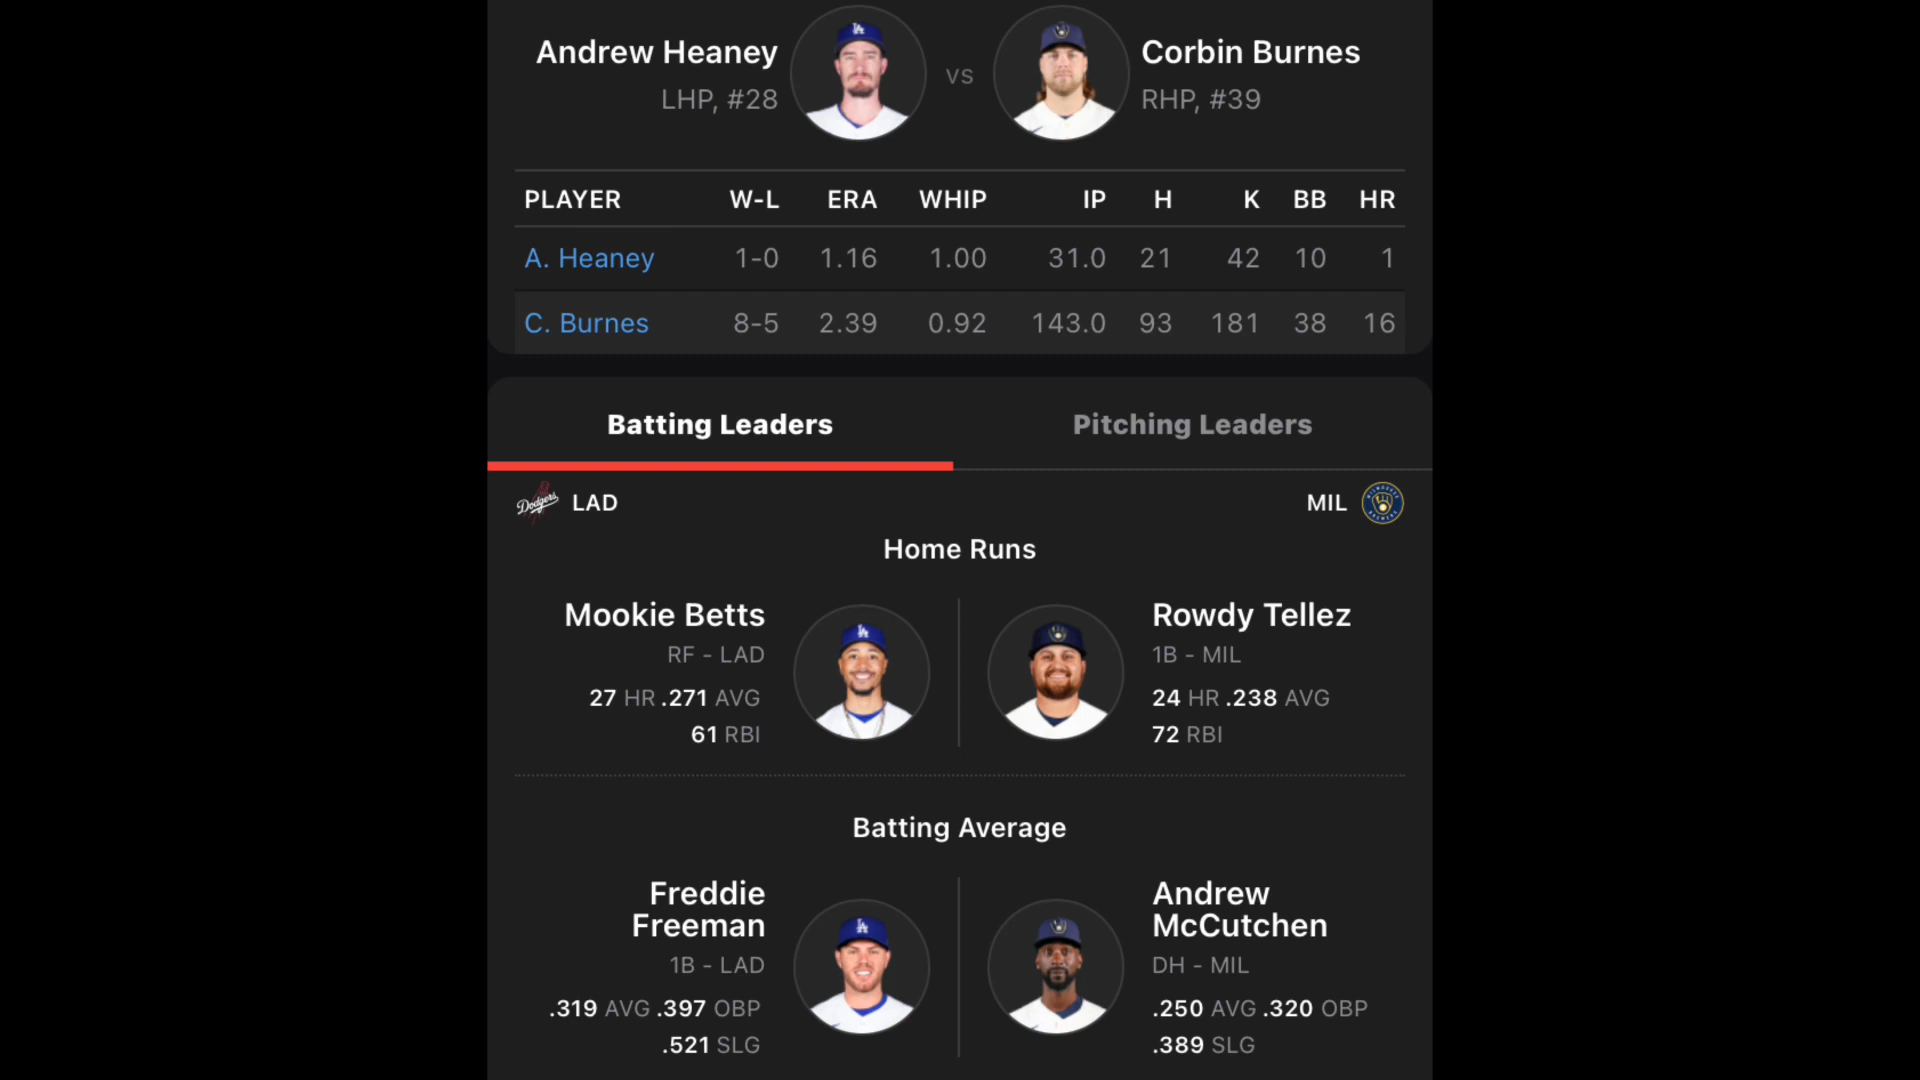 Andrew Heaney
LHP, #28
VS
Corbin Burnes
RHP, #39
PLAYER W-L ERA WHIP IP H K BB HR
A. Heaney 1-0 1.16 1.00 31.0 21 42 10 1
C. Burnes 8-5 2.39 0.92 143.0 93 181 38 16
Batting Leaders Pitching Leaders
Dodgers LAD MIL
Home Runs
Mookie Betts
RF - LAD
27 HR .271 AVG
61 RBI
Rowdy Tellez
1B - MIL
24 HR .238 AVG
72 RBI
Batting Average
Freddie
Freeman
1B - LAD
.319 AVG .397 OBP
.521 SLG
Andrew
McCutchen
DH - MIL
.250 AVG .320 OBP
.389 SLG